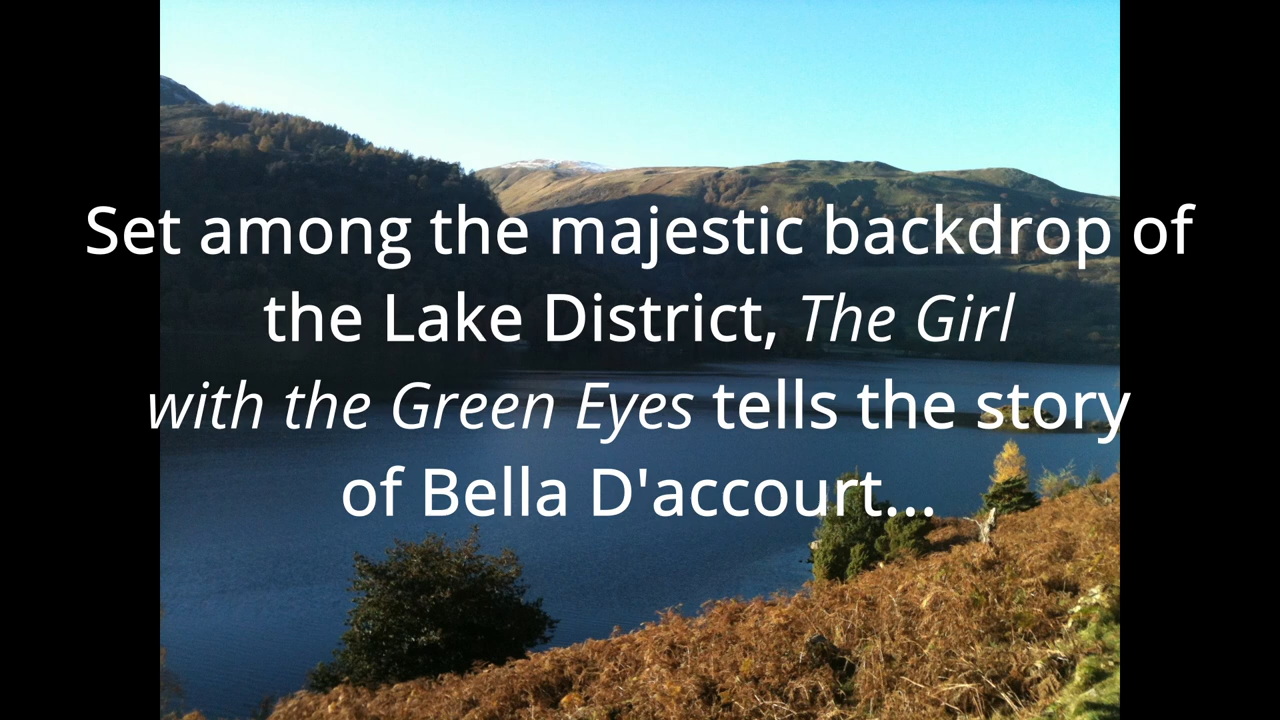 Set among the majestic backdrop of
the Lake District, The Girl
with the Green Eyes tells the story
of Bella D'accourt...